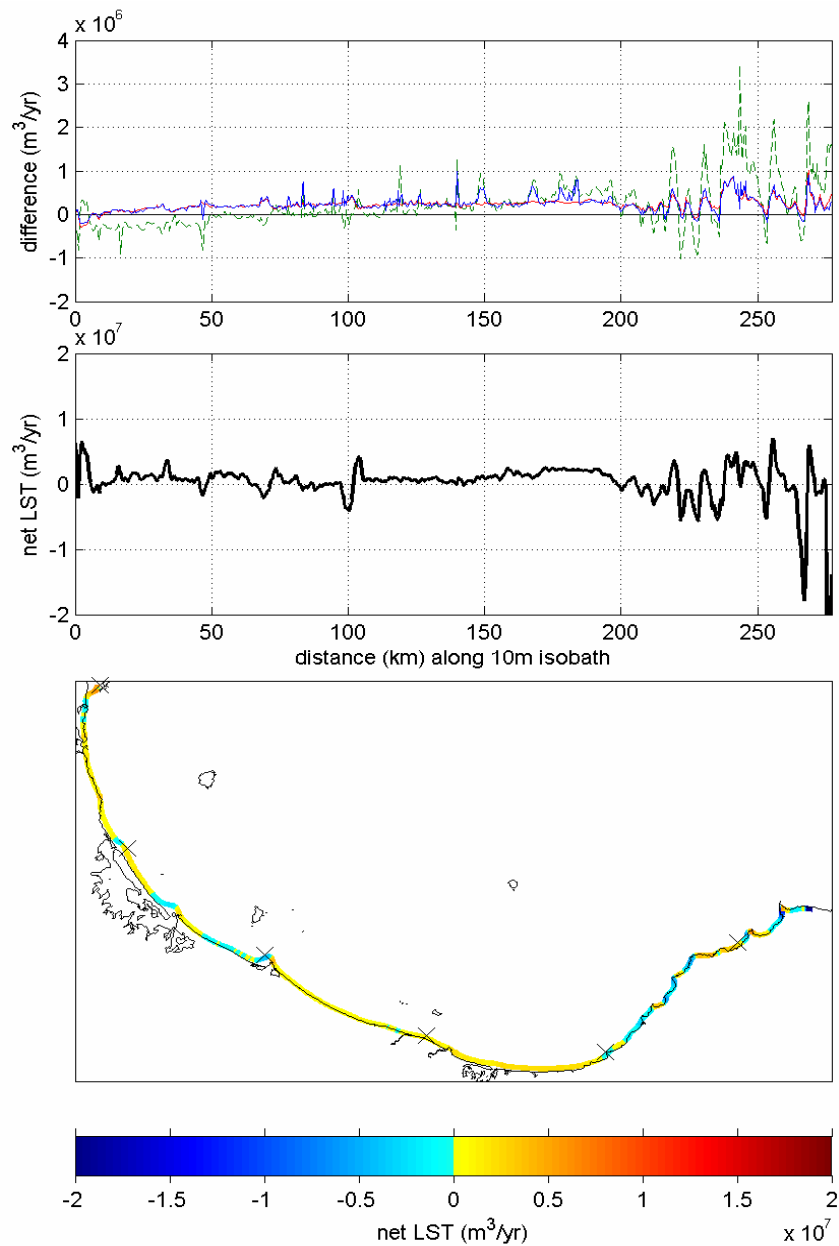 x 10^6
4
3
2
1
0
-1
-2
difference (m^3/yr)
0 50 100 150 200 250
x 10^7
2
1
0
-1
-2
net LST (m^3/yr)
0 50 100 150 200 250
distance (km) along 10m isobath
-2 -1.5 -1 -0.5 0 0.5 1 1.5 2
net LST (m^3/yr)
x 10^7